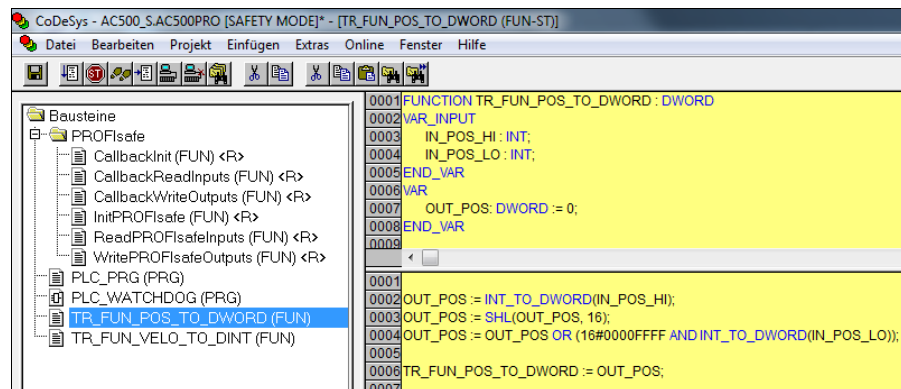 CoDeSys - AC500_S.AC500PRO [SAFETY MODE]* - [TR_FUN_POS_TO_DWORD (FUN-ST)]
Datei Bearbeiten Projekt Einfügen Extras Online Fenster Hilfe
Bausteine
PROFIsafe
CallbackInit (FUN) <R>
CallbackReadInputs (FUN) <R>
CallbackWriteOutputs (FUN) <R>
InitPROFIsafe (FUN) <R>
ReadPROFIsafeInputs (FUN) <R>
WritePROFIsafeOutputs (FUN) <R>
PLC_PRG (PRG)
PLC_WATCHDOG (PRG)
TR_FUN_POS_TO_DWORD (FUN)
TR_FUN_VELO_TO_DINT (FUN)
0001 FUNCTION TR_FUN_POS_TO_DWORD : DWORD
0002 VAR_INPUT
0003 IN_POS_HI : INT;
0004 IN_POS_LO : INT;
0005 END_VAR
0006 VAR
0007 OUT_POS: DWORD := 0;
0008 END_VAR
0009
0001
0002 OUT_POS := INT_TO_DWORD(IN_POS_HI);
0003 OUT_POS := SHL(OUT_POS, 16);
0004 OUT_POS := OUT_POS OR (16#0000FFFF AND INT_TO_DWORD(IN_POS_LO));
0005
0006 TR_FUN_POS_TO_DWORD := OUT_POS;
0007